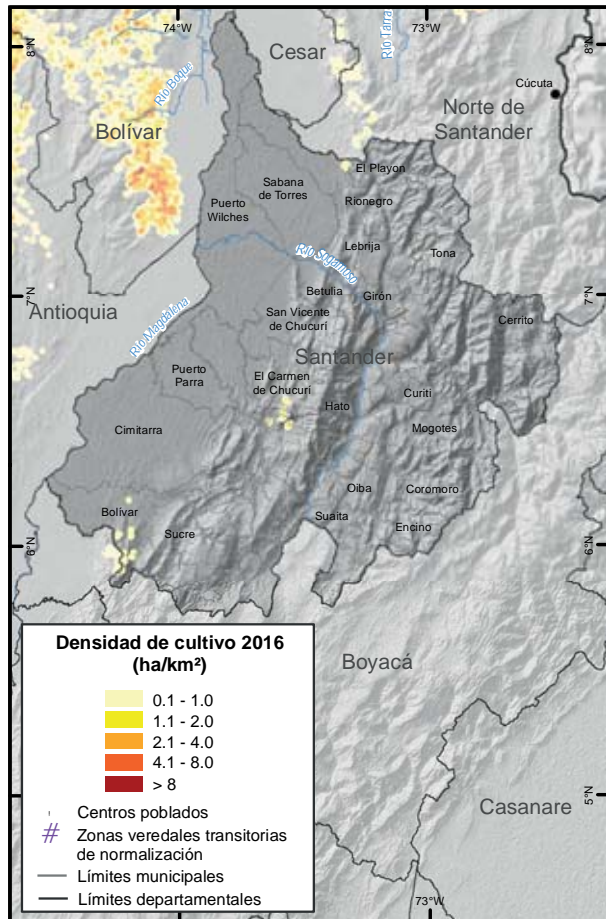 74°W
73°W
8°N
8°N
Cesar
Río Tarra
Río Boque
Cúcuta
Norte de
Santander
Bolívar
El Playon
Sabana
de Torres
Rionegro
Puerto
Wilches
Lebrija
Tona
Río Sogamoso
7°N
7°N
Betulia
Girón
Antioquia
San Vicente
de Chucurí
Cerrito
Río Magdalena
Santander
Puerto
Parra
El Carmen
de Chucurí
Curiti
Hato
Cimitarra
Mogotes
Oiba
Coromoro
Bolívar
Suaita
Encino
Sucre
6°N
6°N
Densidad de cultivo 2016
(ha/km²)
0.1 - 1.0
1.1 - 2.0
2.1 - 4.0
4.1 - 8.0
> 8
Centros poblados
# Zonas veredales transitorias
de normalización
Límites municipales
Límites departamentales
Boyacá
5°N
Casanare
73°W